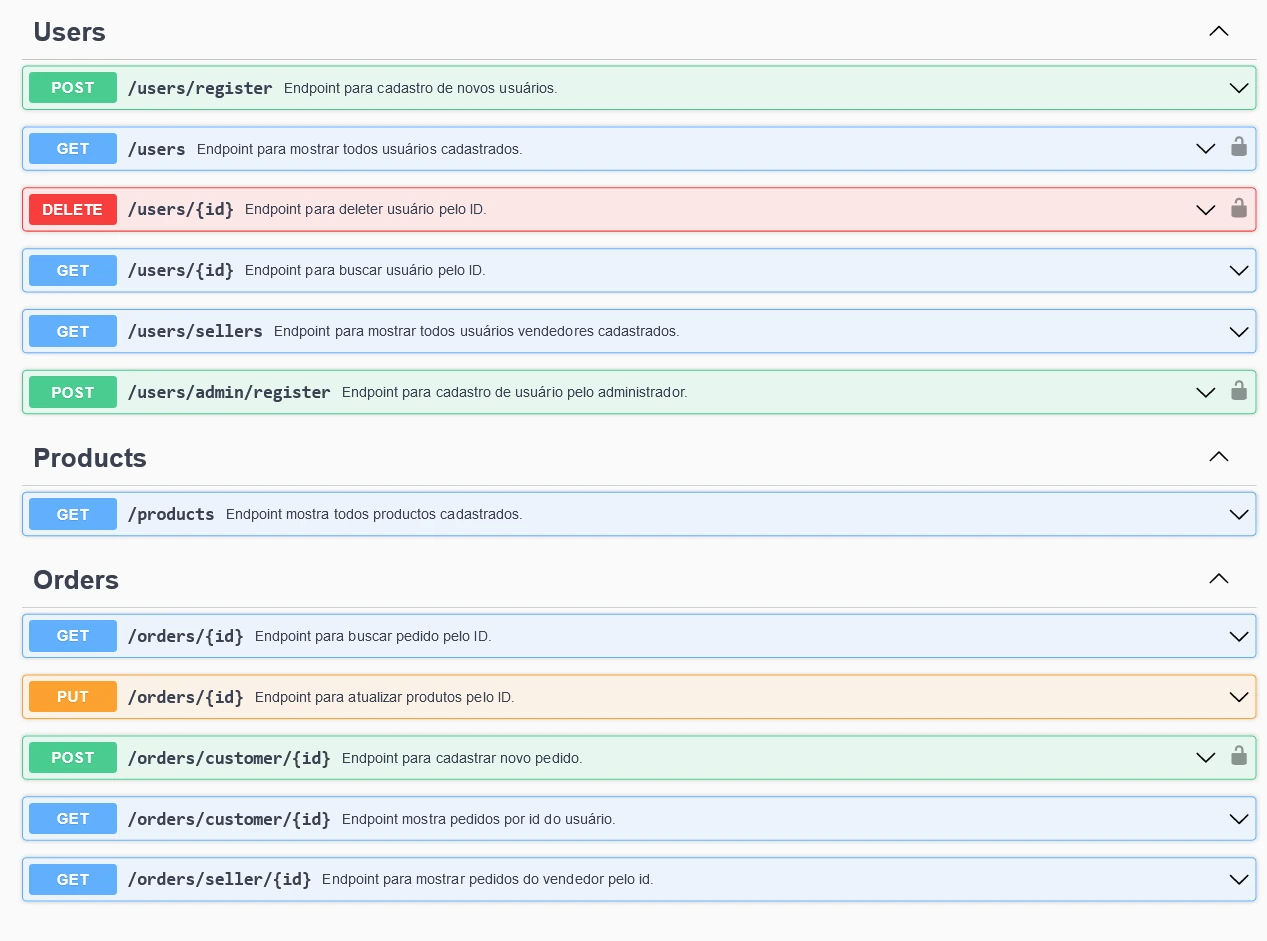 Users
POST /users/register Endpoint para cadastro de novos usuários.
GET /users Endpoint para mostrar todos usuários cadastrados.
DELETE /users/{id} Endpoint para deleter usuário pelo ID.
GET /users/{id} Endpoint para buscar usuário pelo ID.
GET /users/sellers Endpoint para mostrar todos usuários vendedores cadastrados.
POST /users/admin/register Endpoint para cadastro de usuário pelo administrador.
Products
GET /products Endpoint mostra todos productos cadastrados.
Orders
GET /orders/{id} Endpoint para buscar pedido pelo ID.
PUT /orders/{id} Endpoint para atualizar produtos pelo ID.
POST /orders/customer/{id} Endpoint para cadastrar novo pedido.
GET /orders/customer/{id} Endpoint mostra pedidos por id do usuário.
GET /orders/seller/{id} Endpoint para mostrar pedidos do vendedor pelo id.